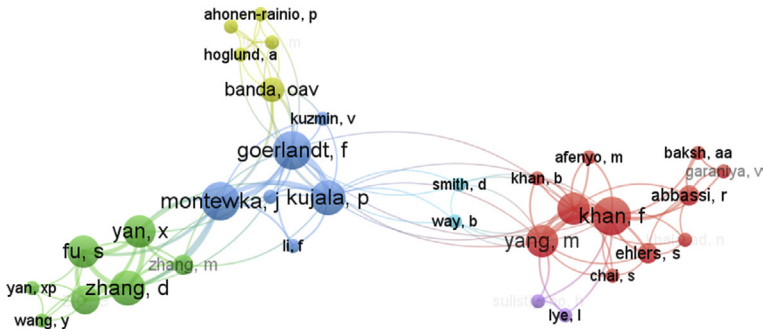 ahonen-rainio, p
hoglund, a
banda, oav
kuzmin, v
goerlandt, f
montewka, j
kujala, p
li, f
smith, d
way, b
khan, b
afenyo, m
baksh, aa
garaniya, v
abbassi, r
khan, f
yang, m
ehlers, s
chai, s
lye, l
yan, x
fu, s
zhang, m
zhang, d
yan, xp
wang, y